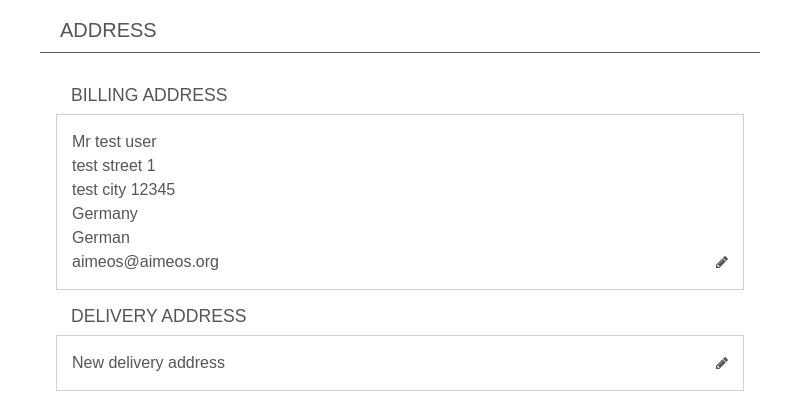 ADDRESS
BILLING ADDRESS
Mr test user
test street 1
test city 12345
Germany
German
aimeos@aimeos.org
DELIVERY ADDRESS
New delivery address